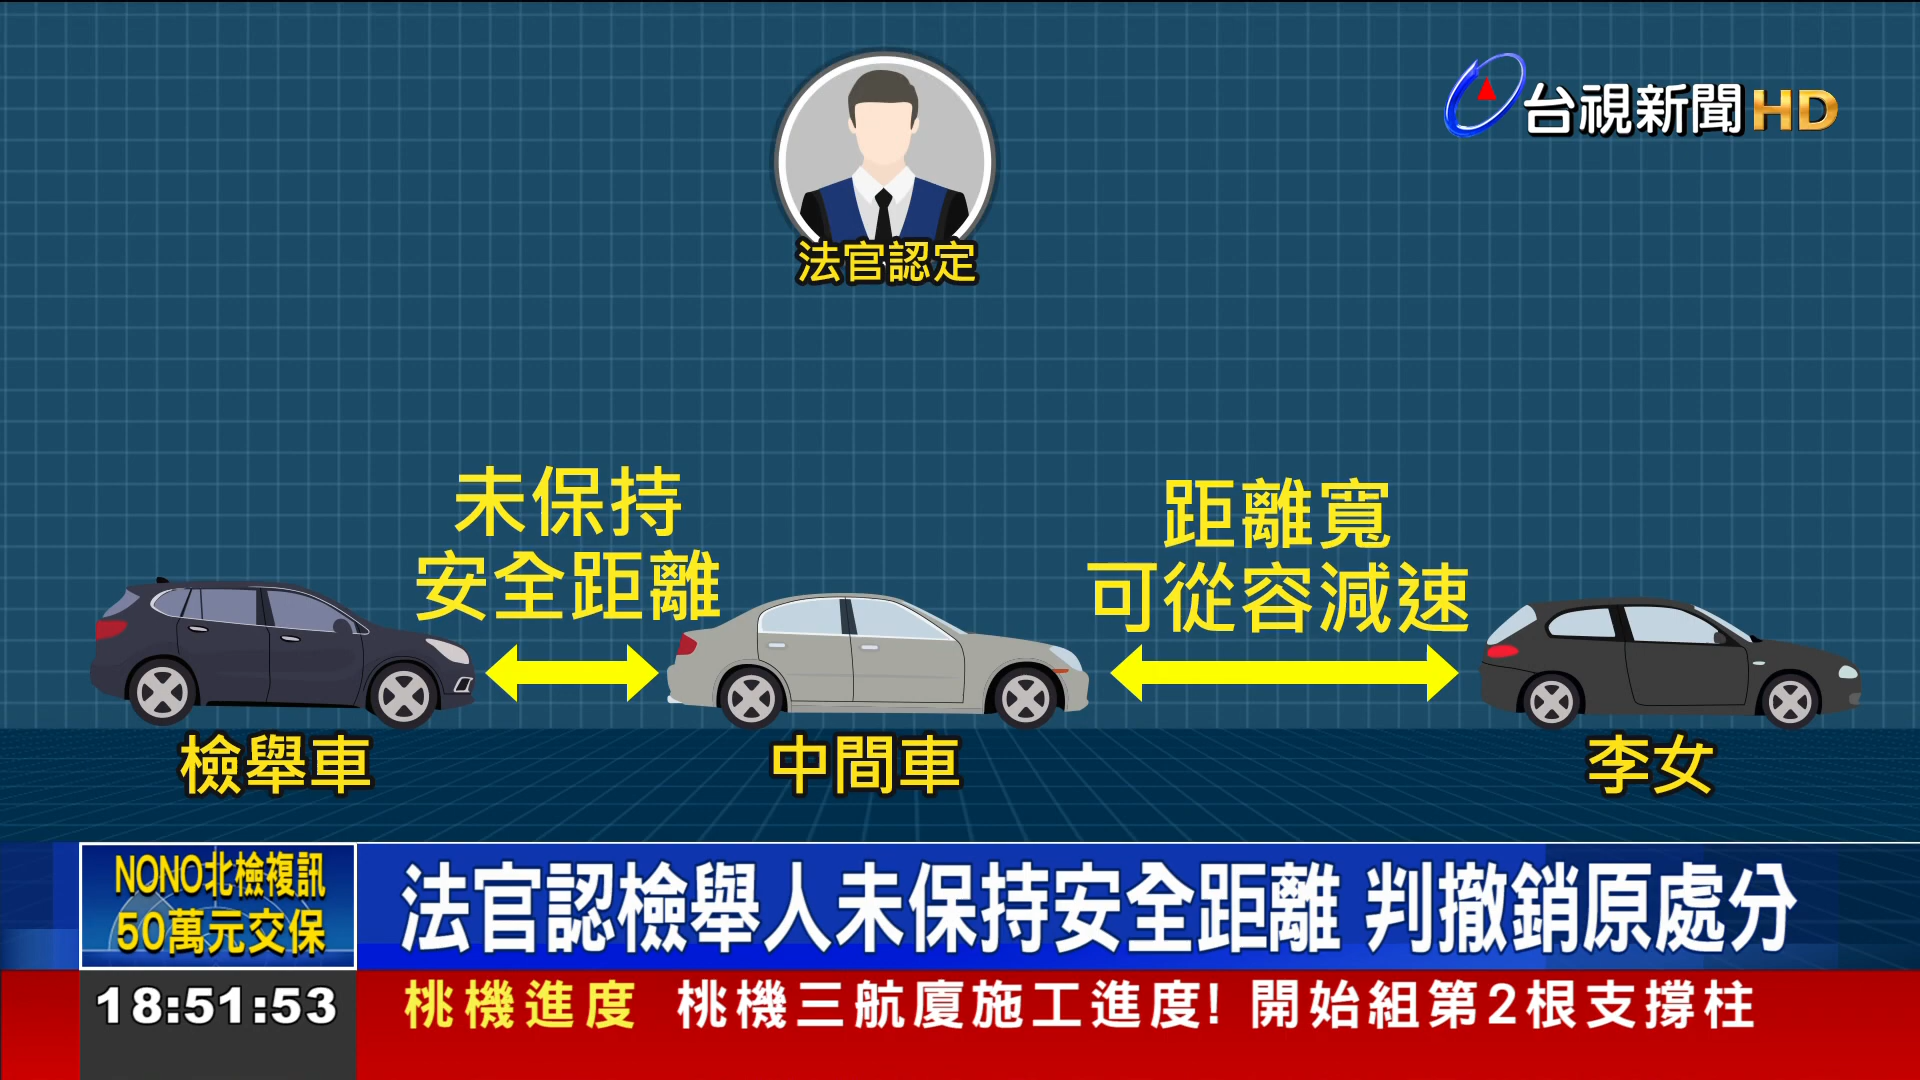 台視新聞HD
法官認定
未保持
安全距離
距離寬
可從容減速
檢舉車
中間車
李女
NONO北檢複訊
50萬元交保
法官認檢舉人未保持安全距離 判撤銷原處分
18:51:53
桃機進度 桃機三航廈施工進度! 開始組第2根支撐柱